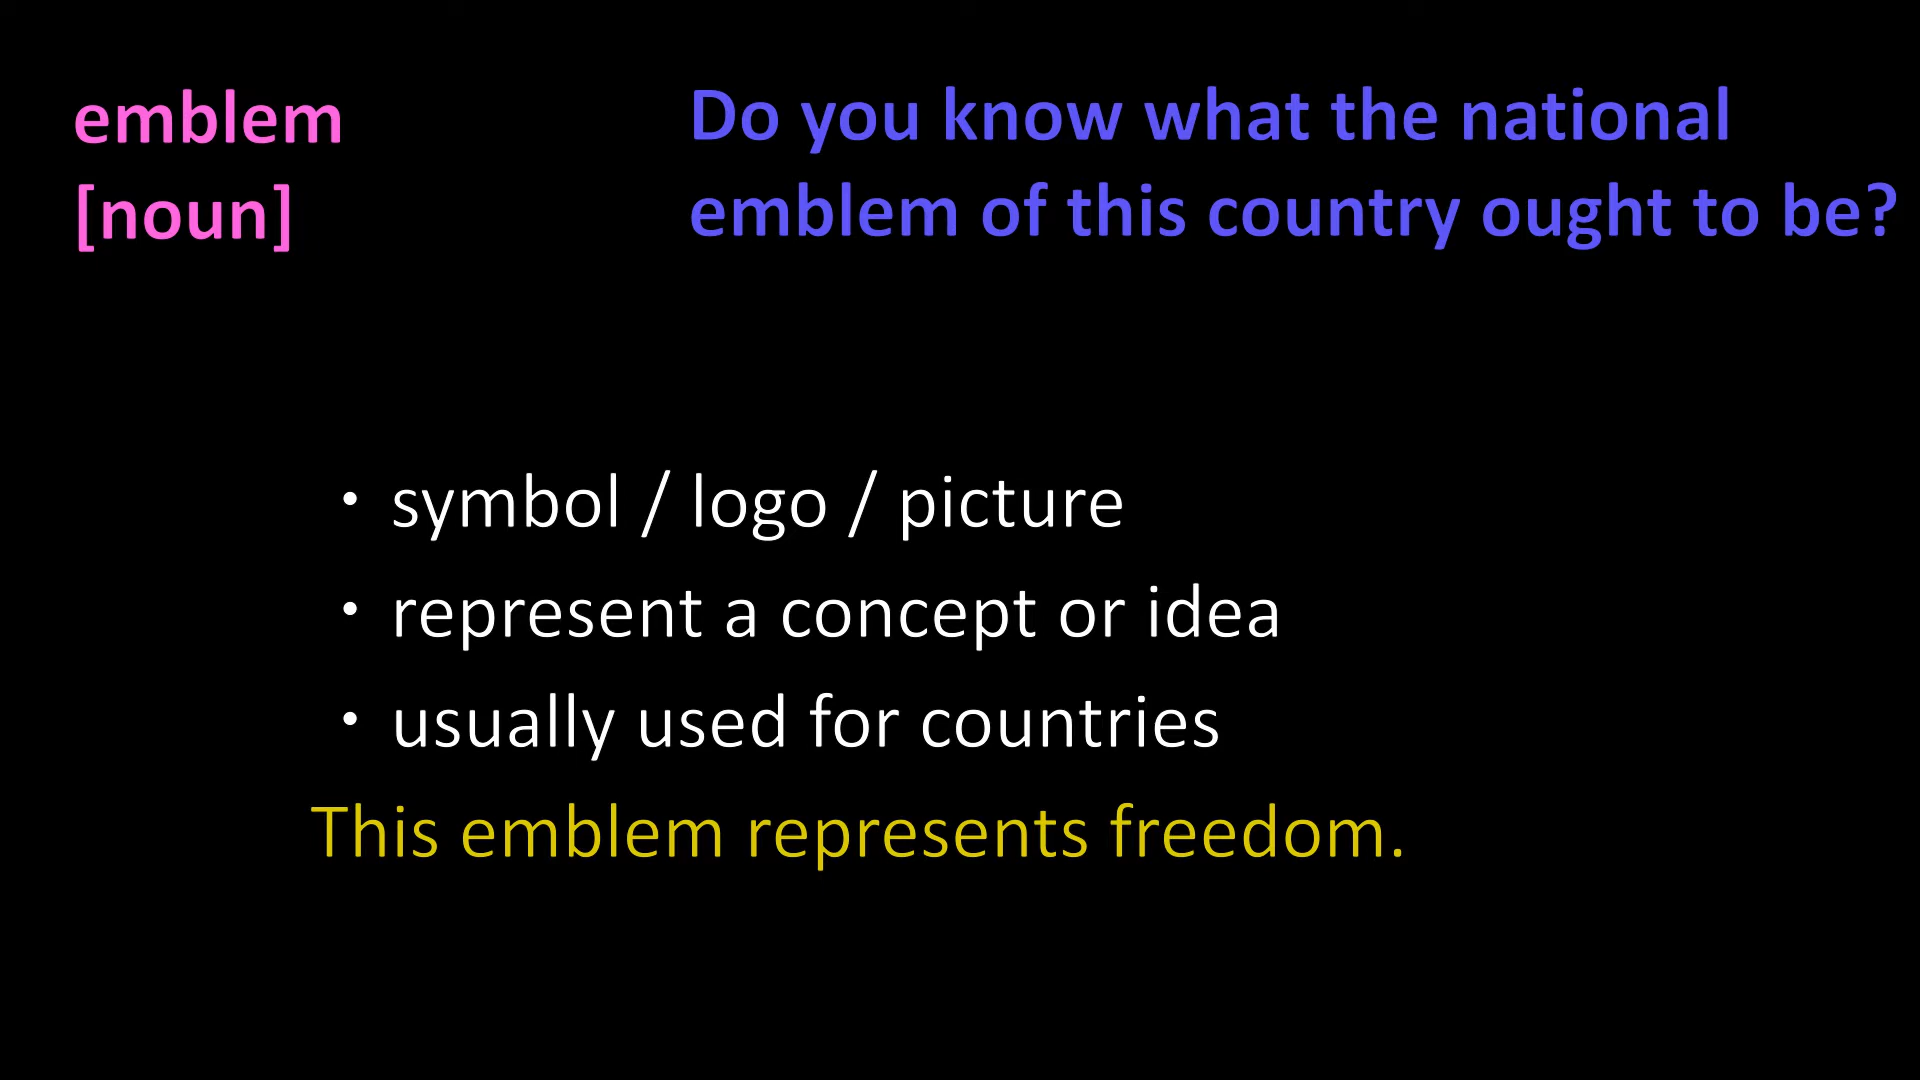 emblem
[noun]
Do you know what the national
emblem of this country ought to be?
・symbol / logo / picture
・represent a concept or idea
・usually used for countries
This emblem represents freedom.